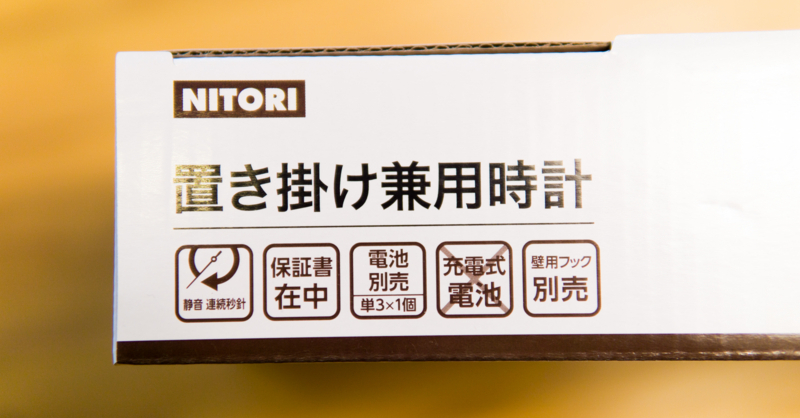 NITORI
置き掛け兼用時計
静音 連続秒針
保証書
在中
電池
別売
単3×1個
充電式
電池
壁用フック
別売